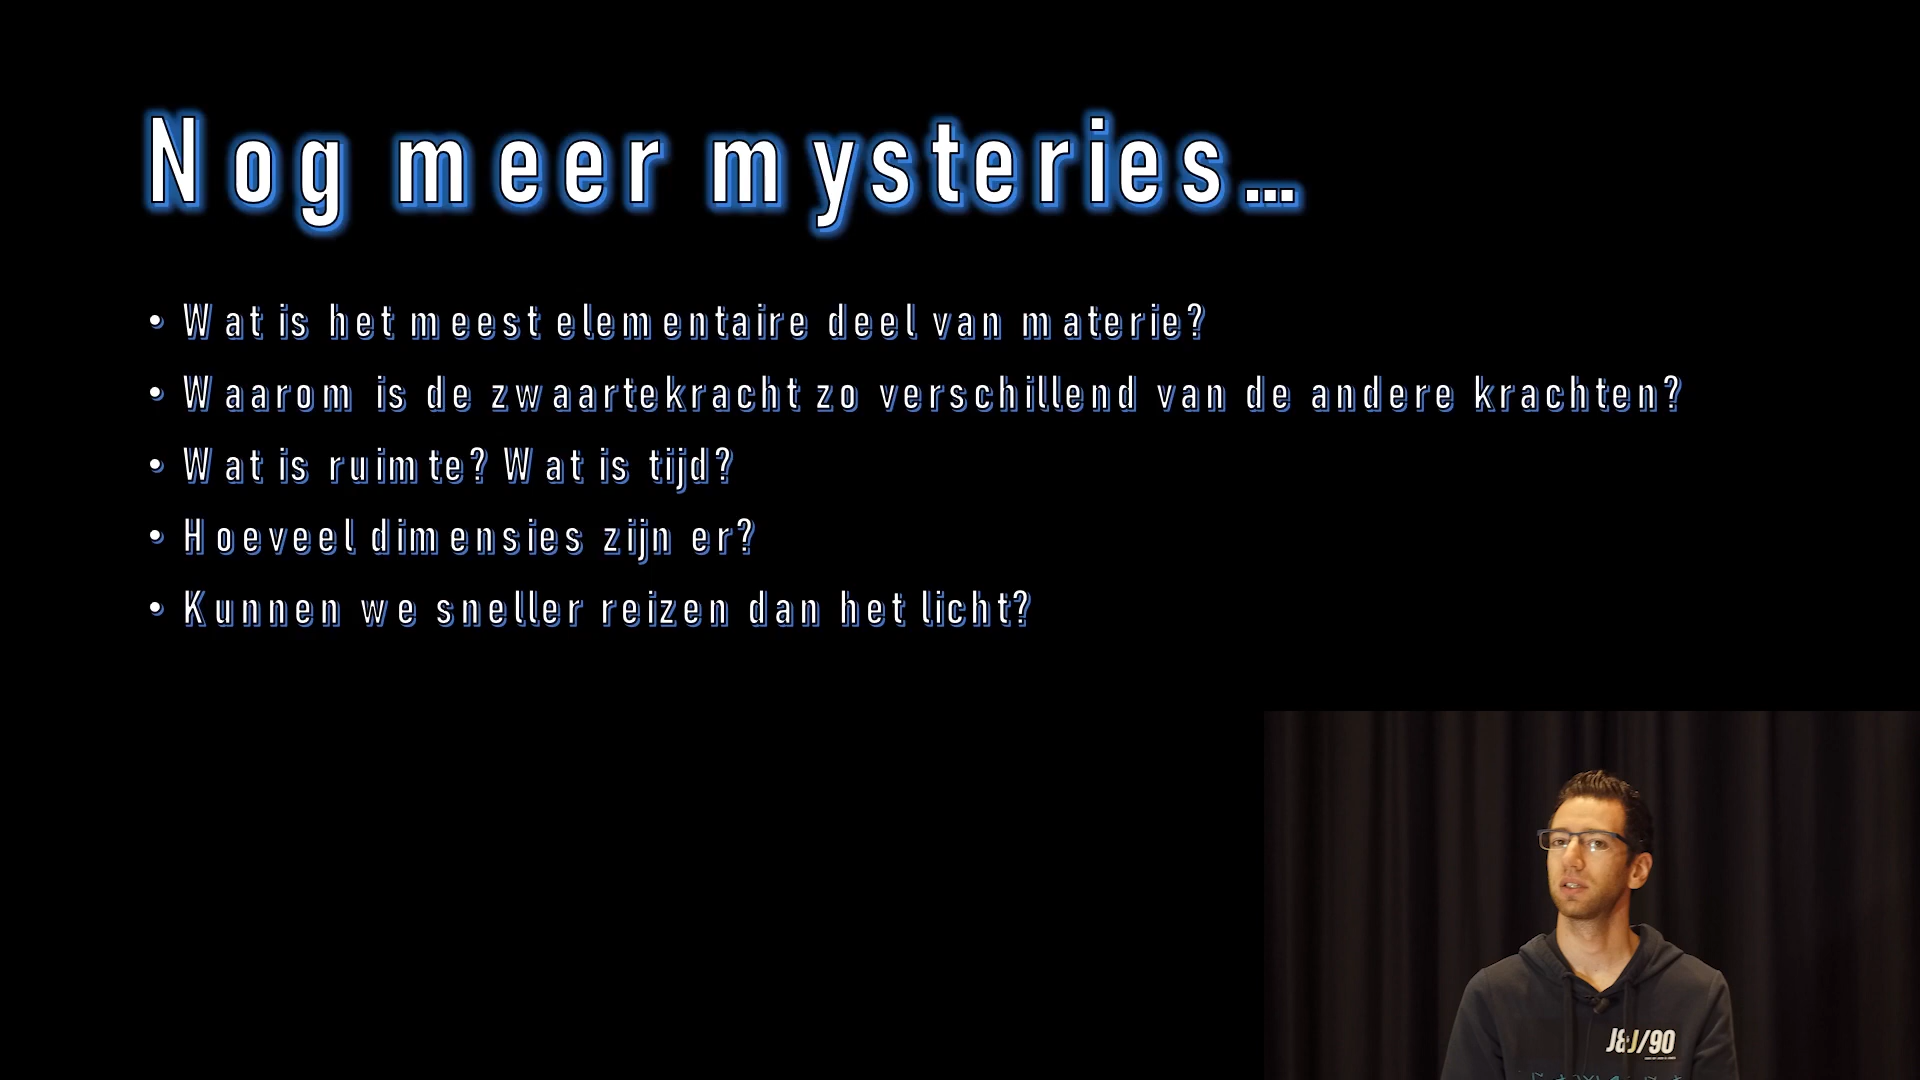 Nog meer mysteries...
• Wat is het meest elementaire deel van materie?
• Waarom is de zwaartekracht zo verschillend van de andere krachten?
• Wat is ruimte? Wat is tijd?
• Hoeveel dimensies zijn er?
• Kunnen we sneller reizen dan het licht?
J&J/90